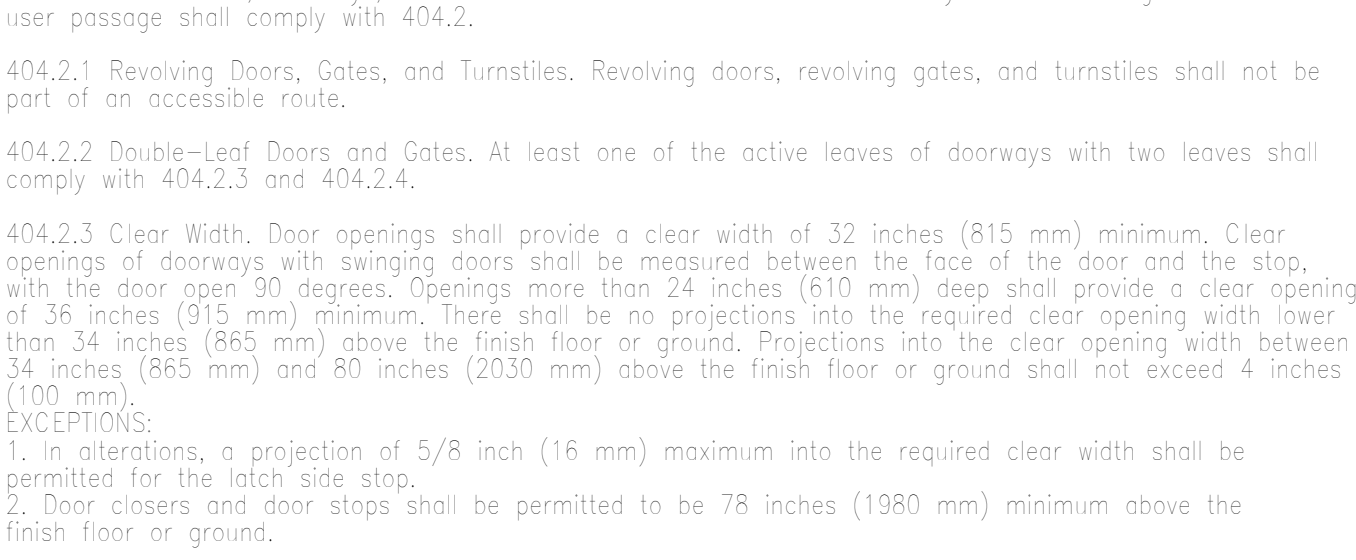 user passage shall comply with 404.2.
404.2.1 Revolving Doors, Gates, and Turnstiles. Revolving doors, revolving gates, and turnstiles shall not be
part of an accessible route.
404.2.2 Double-Leaf Doors and Gates. At least one of the active leaves of doorways with two leaves shall
comply with 404.2.3 and 404.2.4.
404.2.3 Clear Width. Door openings shall provide a clear width of 32 inches (815 mm) minimum. Clear
openings of doorways with swinging doors shall be measured between the face of the door and the stop,
with the door open 90 degrees. Openings more than 24 inches (610 mm) deep shall provide a clear opening
of 36 inches (915 mm) minimum. There shall be no projections into the required clear opening width lower
than 34 inches (865 mm) above the finish floor or ground. Projections into the clear opening width between
34 inches (865 mm) and 80 inches (2030 mm) above the finish floor or ground shall not exceed 4 inches
(100 mm).
EXCEPTIONS:
1. In alterations, a projection of 5/8 inch (16 mm) maximum into the required clear width shall be
permitted for the latch side stop.
2. Door closers and door stops shall be permitted to be 78 inches (1980 mm) minimum above the
finish floor or ground.